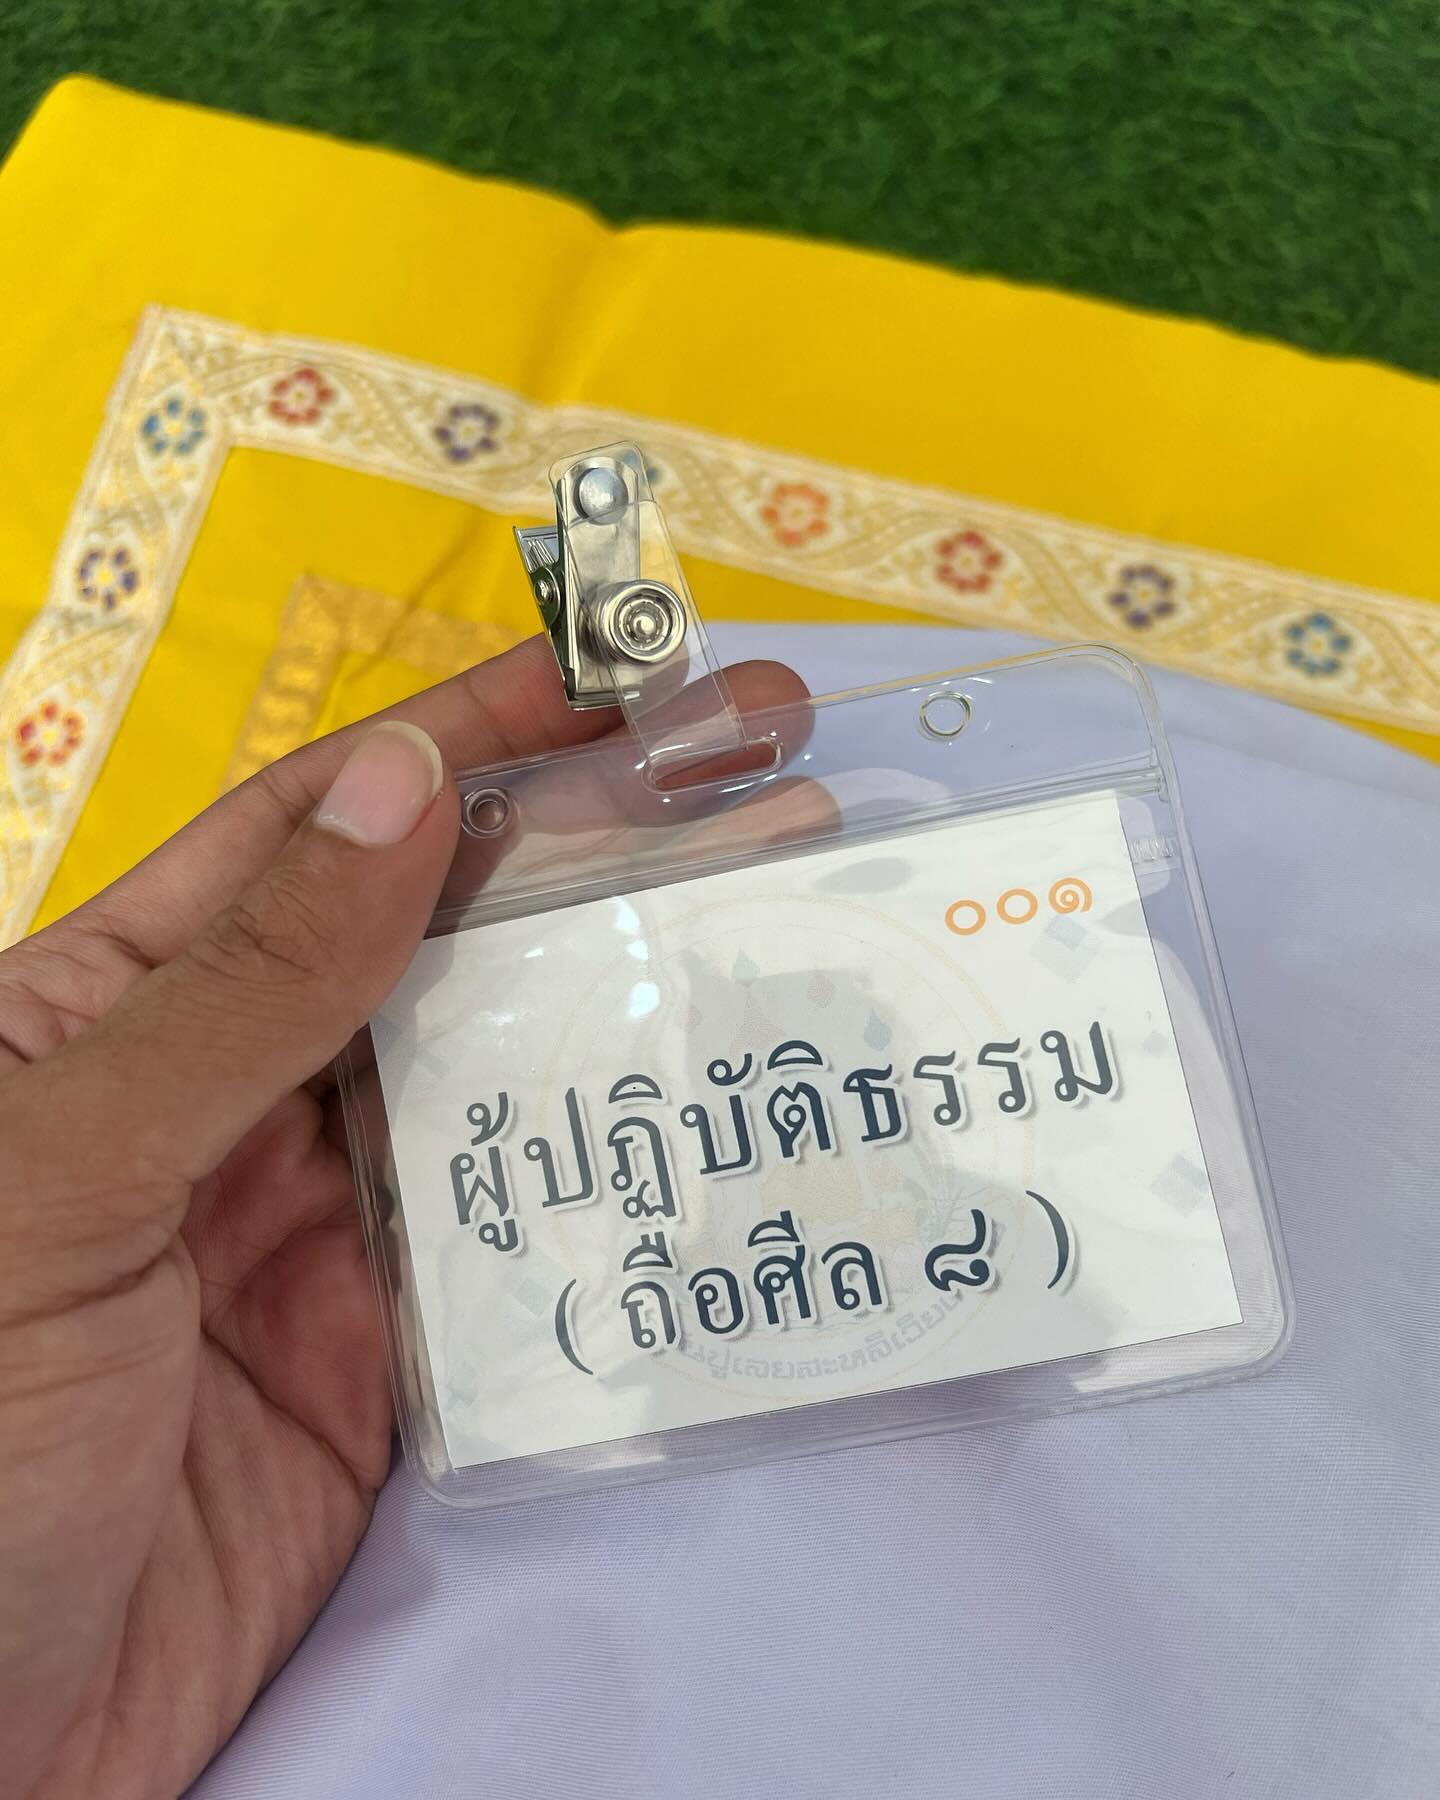 ๐๐๑
ผู้ปฏิบัติธรรม
( ถือศีล ๘ )